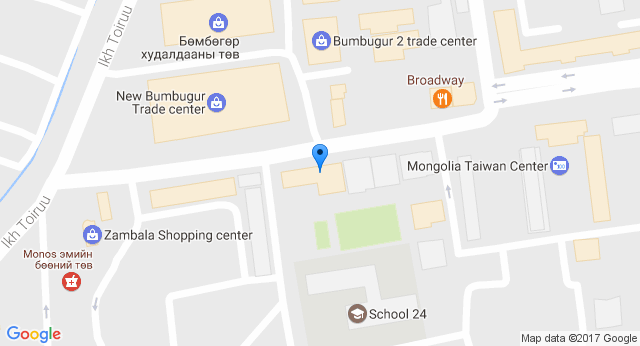 Ikh Toiruu
Бөмбөгөр
худалдааны төв
Bumbugur 2 trade center
Broadway
New Bumbugur
Trade center
Mongolia Taiwan Center
Ikh Toiruu
Zambala Shopping center
Monos эмийн
бөөний төв
School 24
Google
Map data ©2017 Google